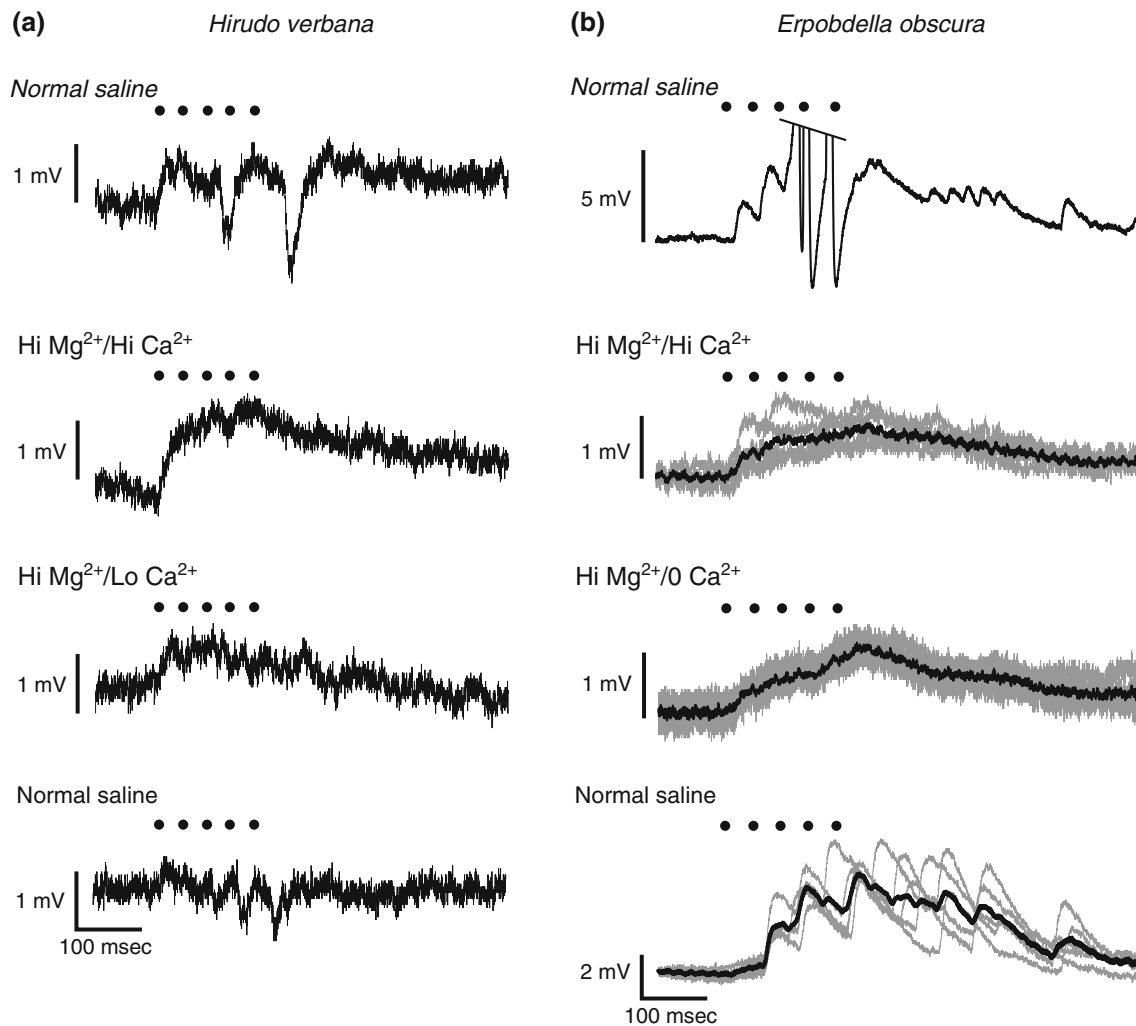 (a)
Hirudo verbana
Normal saline
1 mV
Hi Mg²⁺/Hi Ca²⁺
1 mV
Hi Mg²⁺/Lo Ca²⁺
1 mV
Normal saline
1 mV
100 msec
(b)
Erpobdella obscura
Normal saline
5 mV
Hi Mg²⁺/Hi Ca²⁺
1 mV
Hi Mg²⁺/0 Ca²⁺
1 mV
Normal saline
2 mV
100 msec